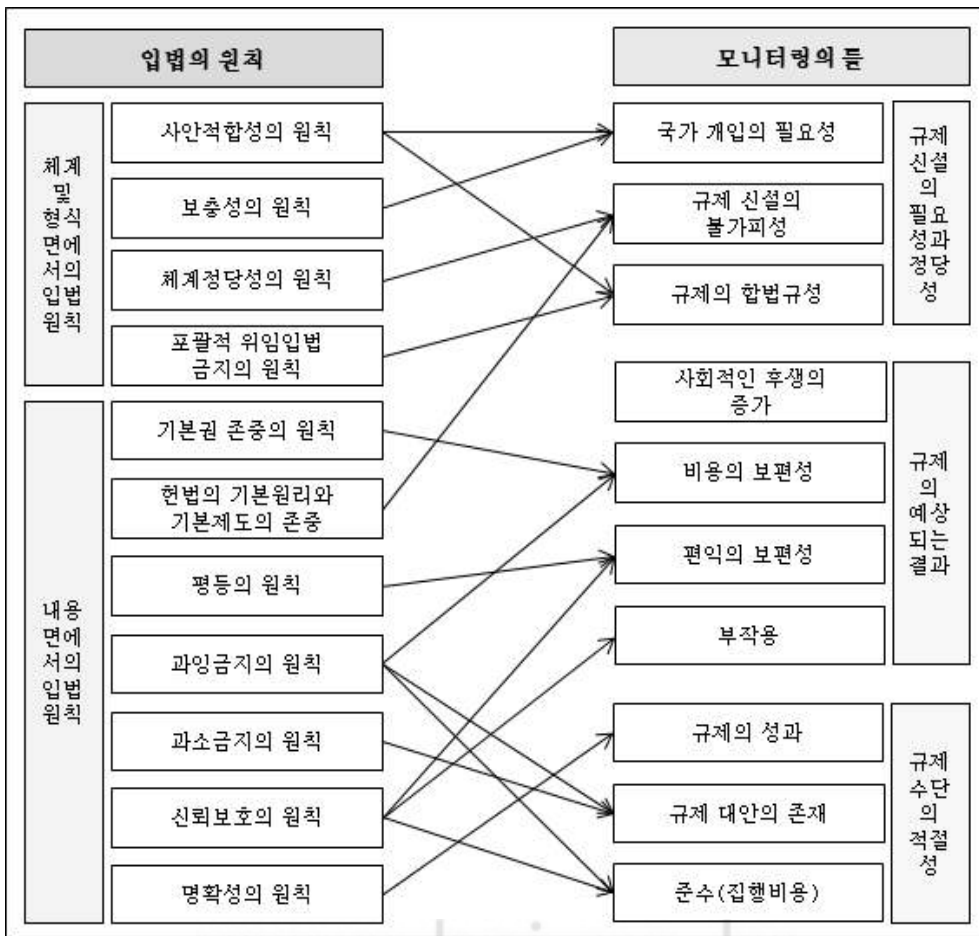 입법의 원칙
모니터링의 틀
체계
및
형식
면에
서의
입법
원칙
사안적합성의 원칙
보충성의 원칙
체계정당성의 원칙
포괄적 위임입법
금지의 원칙
내용
면에
서의
입법
원칙
기본권 존중의 원칙
헌법의 기본원리와
기본제도의 존중
평등의 원칙
과잉금지의 원칙
과소금지의 원칙
신뢰보호의 원칙
명확성의 원칙
국가 개입의 필요성
규제 신설의
불가피성
규제의 합법규성
규제
신설
의
필요
성과
정당
성
사회적인 후생의
증가
비용의 보편성
편익의 보편성
부작용
규제
의
예상
되는
결과
규제의 성과
규제 대안의 존재
준수(집행비용)
규제
수단
의
적절
성